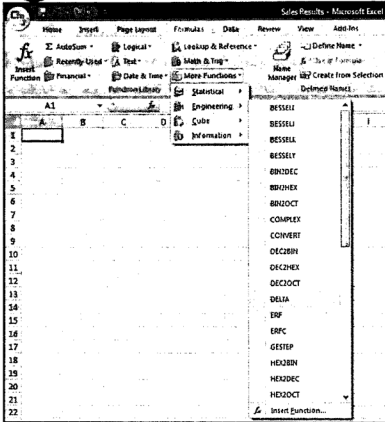 Sales Results - Microsoft Excel
Home Insert Page Layout Formulas Data Review View Add-Ins
Σ AutoSum Logical Lookup & Reference Define Name
Recently Used Text Math & Trig Formula
Insert Function Financial Date & Time More Functions Name Manager Create from Selection
Function Library Defined Names
A1
A B C D I
Statistical
Engineering
Cube
Information
BESSELI
BESSELJ
BESSELK
BESSELY
BIN2DEC
BIN2HEX
BIN2OCT
COMPLEX
CONVERT
DEC2BIN
DEC2HEX
DEC2OCT
DELTA
ERF
ERFC
GESTEP
HEX2BIN
HEX2DEC
HEX2OCT
Insert Function...
1
2
3
4
5
6
7
8
9
10
11
12
13
14
15
16
17
18
19
20
21
22